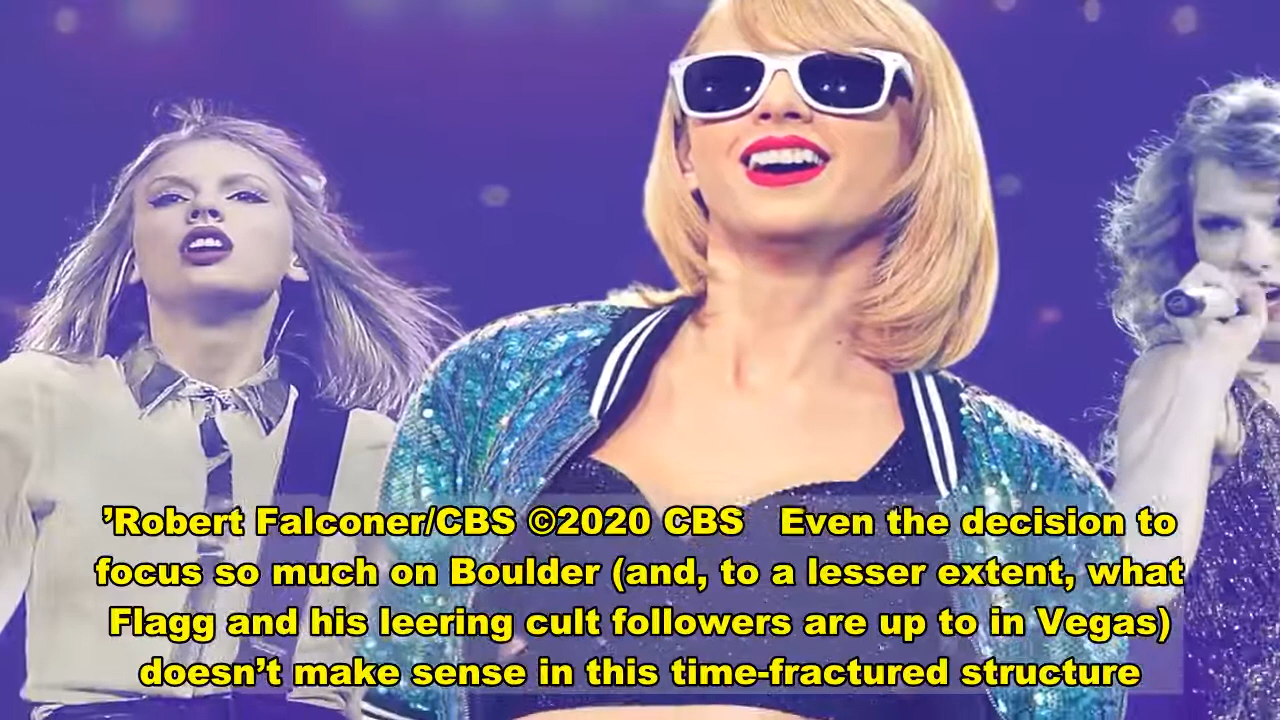 ’Robert Falconer/CBS ©2020 CBS   Even the decision to
focus so much on Boulder (and, to a lesser extent, what
Flagg and his leering cult followers are up to in Vegas)
doesn’t make sense in this time-fractured structure